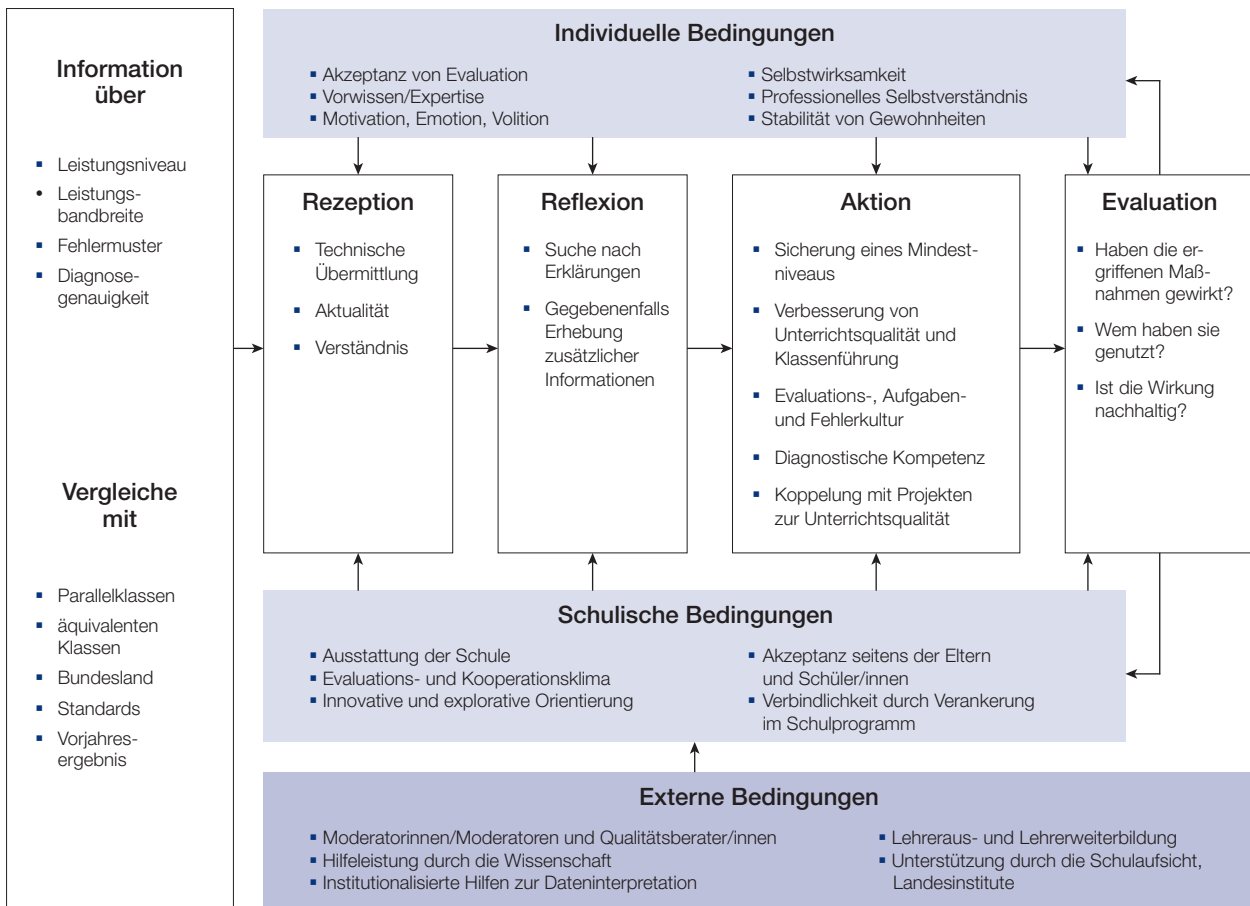 Information
über
▪ Leistungsniveau
• Leistungs-
bandbreite
▪ Fehlermuster
▪ Diagnose-
genauigkeit
Vergleiche
mit
▪ Parallelklassen
▪ äquivalenten
Klassen
▪ Bundesland
▪ Standards
▪ Vorjahres-
ergebnis
Individuelle Bedingungen
▪ Akzeptanz von Evaluation
▪ Vorwissen/Expertise
▪ Motivation, Emotion, Volition
▪ Selbstwirksamkeit
▪ Professionelles Selbstverständnis
▪ Stabilität von Gewohnheiten
Rezeption
▪ Technische
Übermittlung
▪ Aktualität
▪ Verständnis
Reflexion
▪ Suche nach
Erklärungen
▪ Gegebenenfalls
Erhebung
zusätzlicher
Informationen
Aktion
▪ Sicherung eines Mindest-
niveaus
▪ Verbesserung von
Unterrichtsqualität und
Klassenführung
▪ Evaluations-, Aufgaben-
und Fehlerkultur
▪ Diagnostische Kompetenz
▪ Koppelung mit Projekten
zur Unterrichtsqualität
Evaluation
▪ Haben die er-
griffenen Maß-
nahmen gewirkt?
▪ Wem haben sie
genutzt?
▪ Ist die Wirkung
nachhaltig?
Schulische Bedingungen
▪ Ausstattung der Schule
▪ Evaluations- und Kooperationsklima
▪ Innovative und explorative Orientierung
▪ Akzeptanz seitens der Eltern
und Schüler/innen
▪ Verbindlichkeit durch Verankerung
im Schulprogramm
Externe Bedingungen
▪ Moderatorinnen/Moderatoren und Qualitätsberater/innen
▪ Hilfeleistung durch die Wissenschaft
▪ Institutionalisierte Hilfen zur Dateninterpretation
▪ Lehreraus- und Lehrerweiterbildung
▪ Unterstützung durch die Schulaufsicht,
Landesinstitute